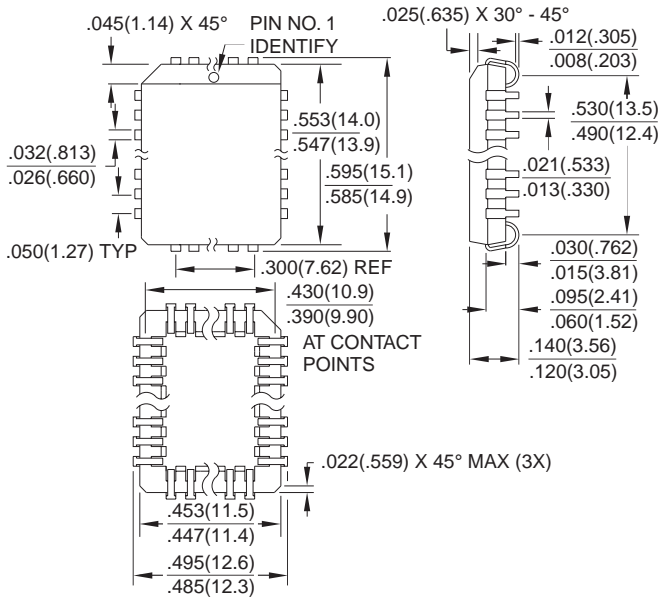 .045(1.14) X 45°
PIN NO. 1
IDENTIFY
.025(.635) X 30° - 45°
.012(.305)
.008(.203)
.553(14.0)
.547(13.9)
.530(13.5)
.490(12.4)
.032(.813)
.026(.660)
.595(15.1)
.585(14.9)
.021(.533)
.013(.330)
.050(1.27) TYP
.300(7.62) REF
.030(.762)
.015(3.81)
.430(10.9)
.390(9.90)
AT CONTACT
POINTS
.095(2.41)
.060(1.52)
.140(3.56)
.120(3.05)
.022(.559) X 45° MAX (3X)
.453(11.5)
.447(11.4)
.495(12.6)
.485(12.3)